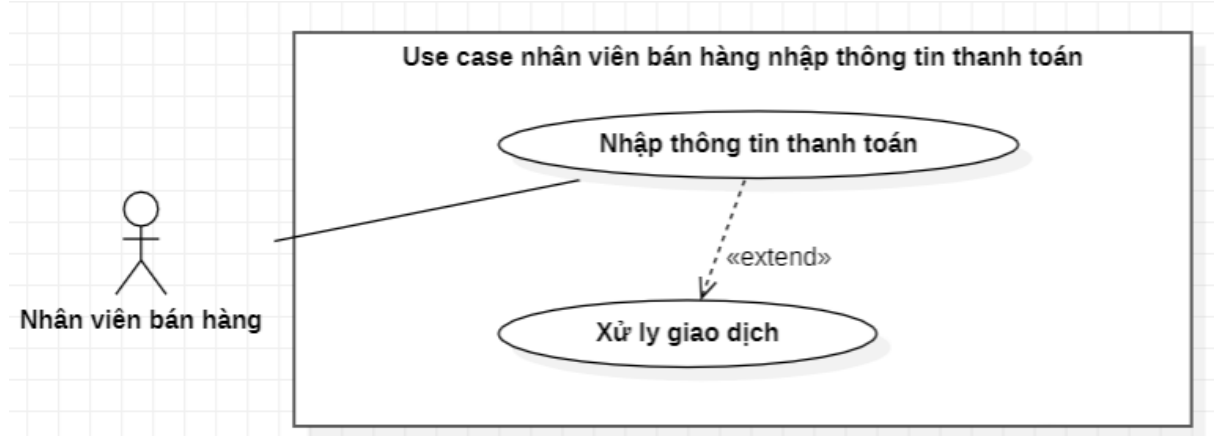 Use case nhân viên bán hàng nhập thông tin thanh toán
Nhập thông tin thanh toán
«extend»
Nhân viên bán hàng
Xử ly giao dịch